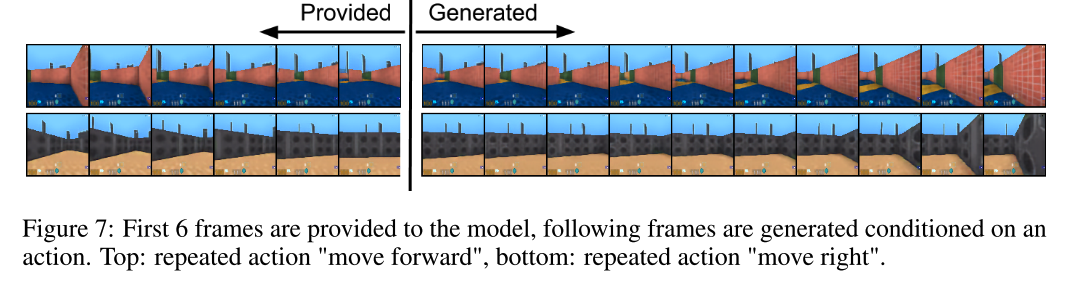 Provided Generated
Figure 7: First 6 frames are provided to the model, following frames are generated conditioned on an
action. Top: repeated action "move forward", bottom: repeated action "move right".